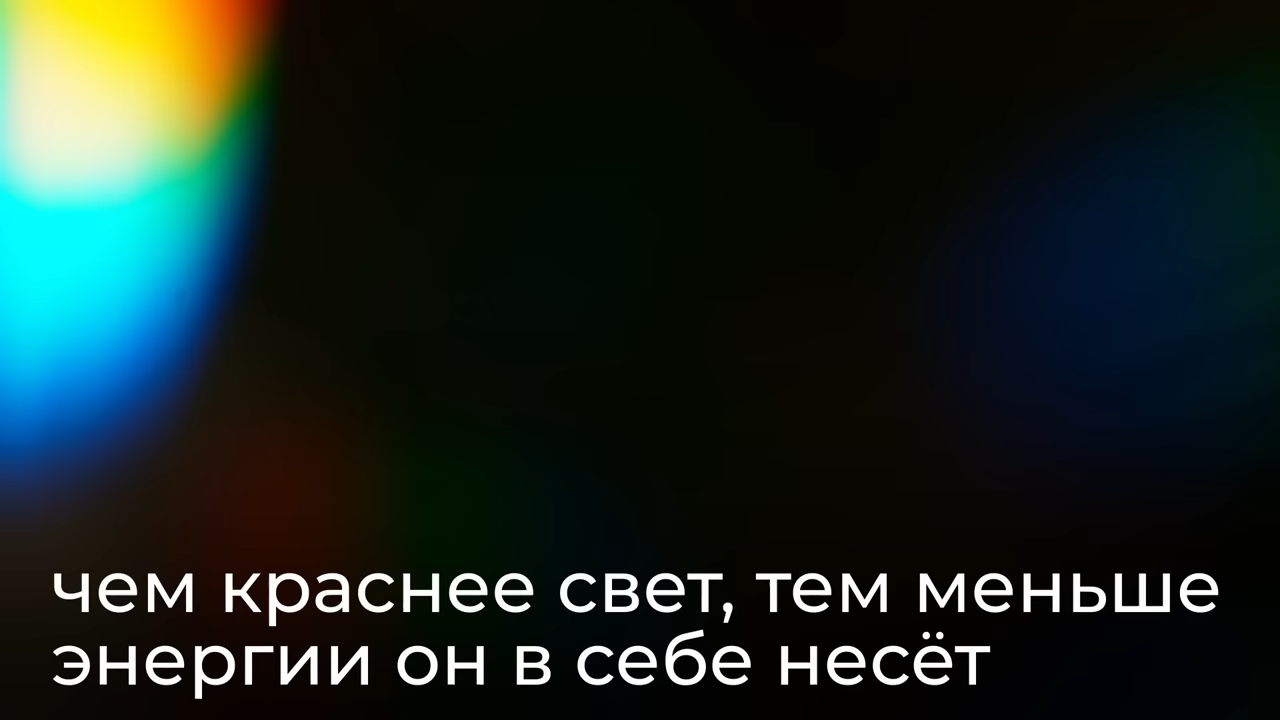 чем краснее свет, тем меньше
энергии он в себе несёт